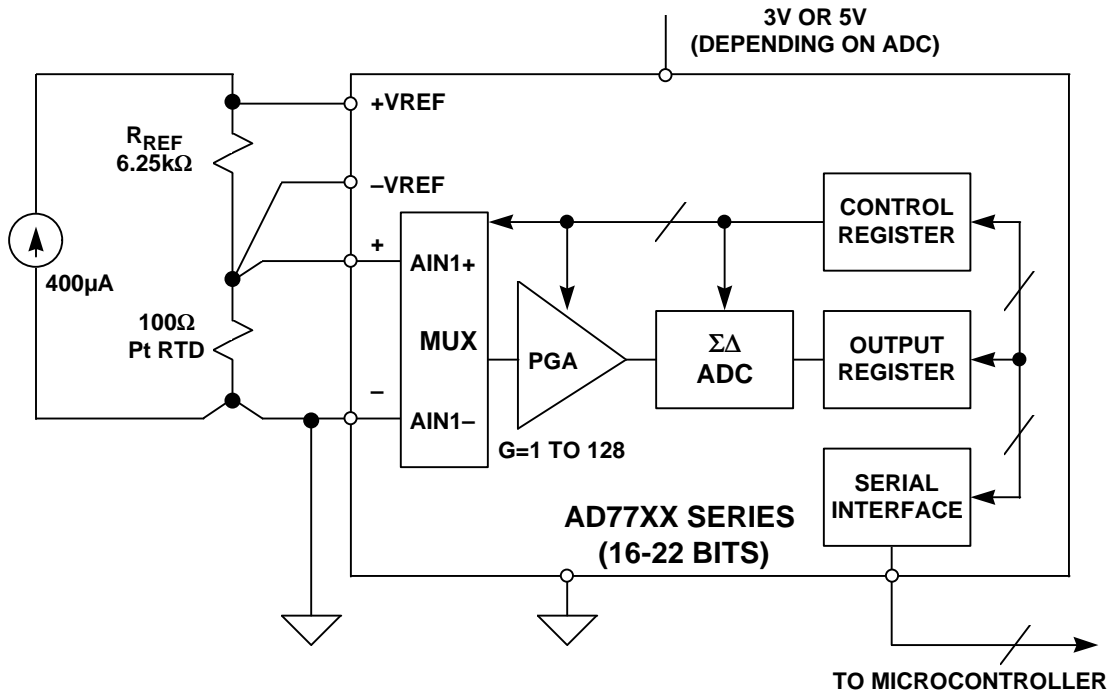 3V OR 5V
(DEPENDING ON ADC)
+VREF
RREF
6.25kΩ
–VREF
400µA
+
AIN1+
100Ω
Pt RTD
–
AIN1–
MUX
PGA
G=1 TO 128
ΣΔ
ADC
CONTROL
REGISTER
OUTPUT
REGISTER
SERIAL
INTERFACE
AD77XX SERIES
(16-22 BITS)
TO MICROCONTROLLER